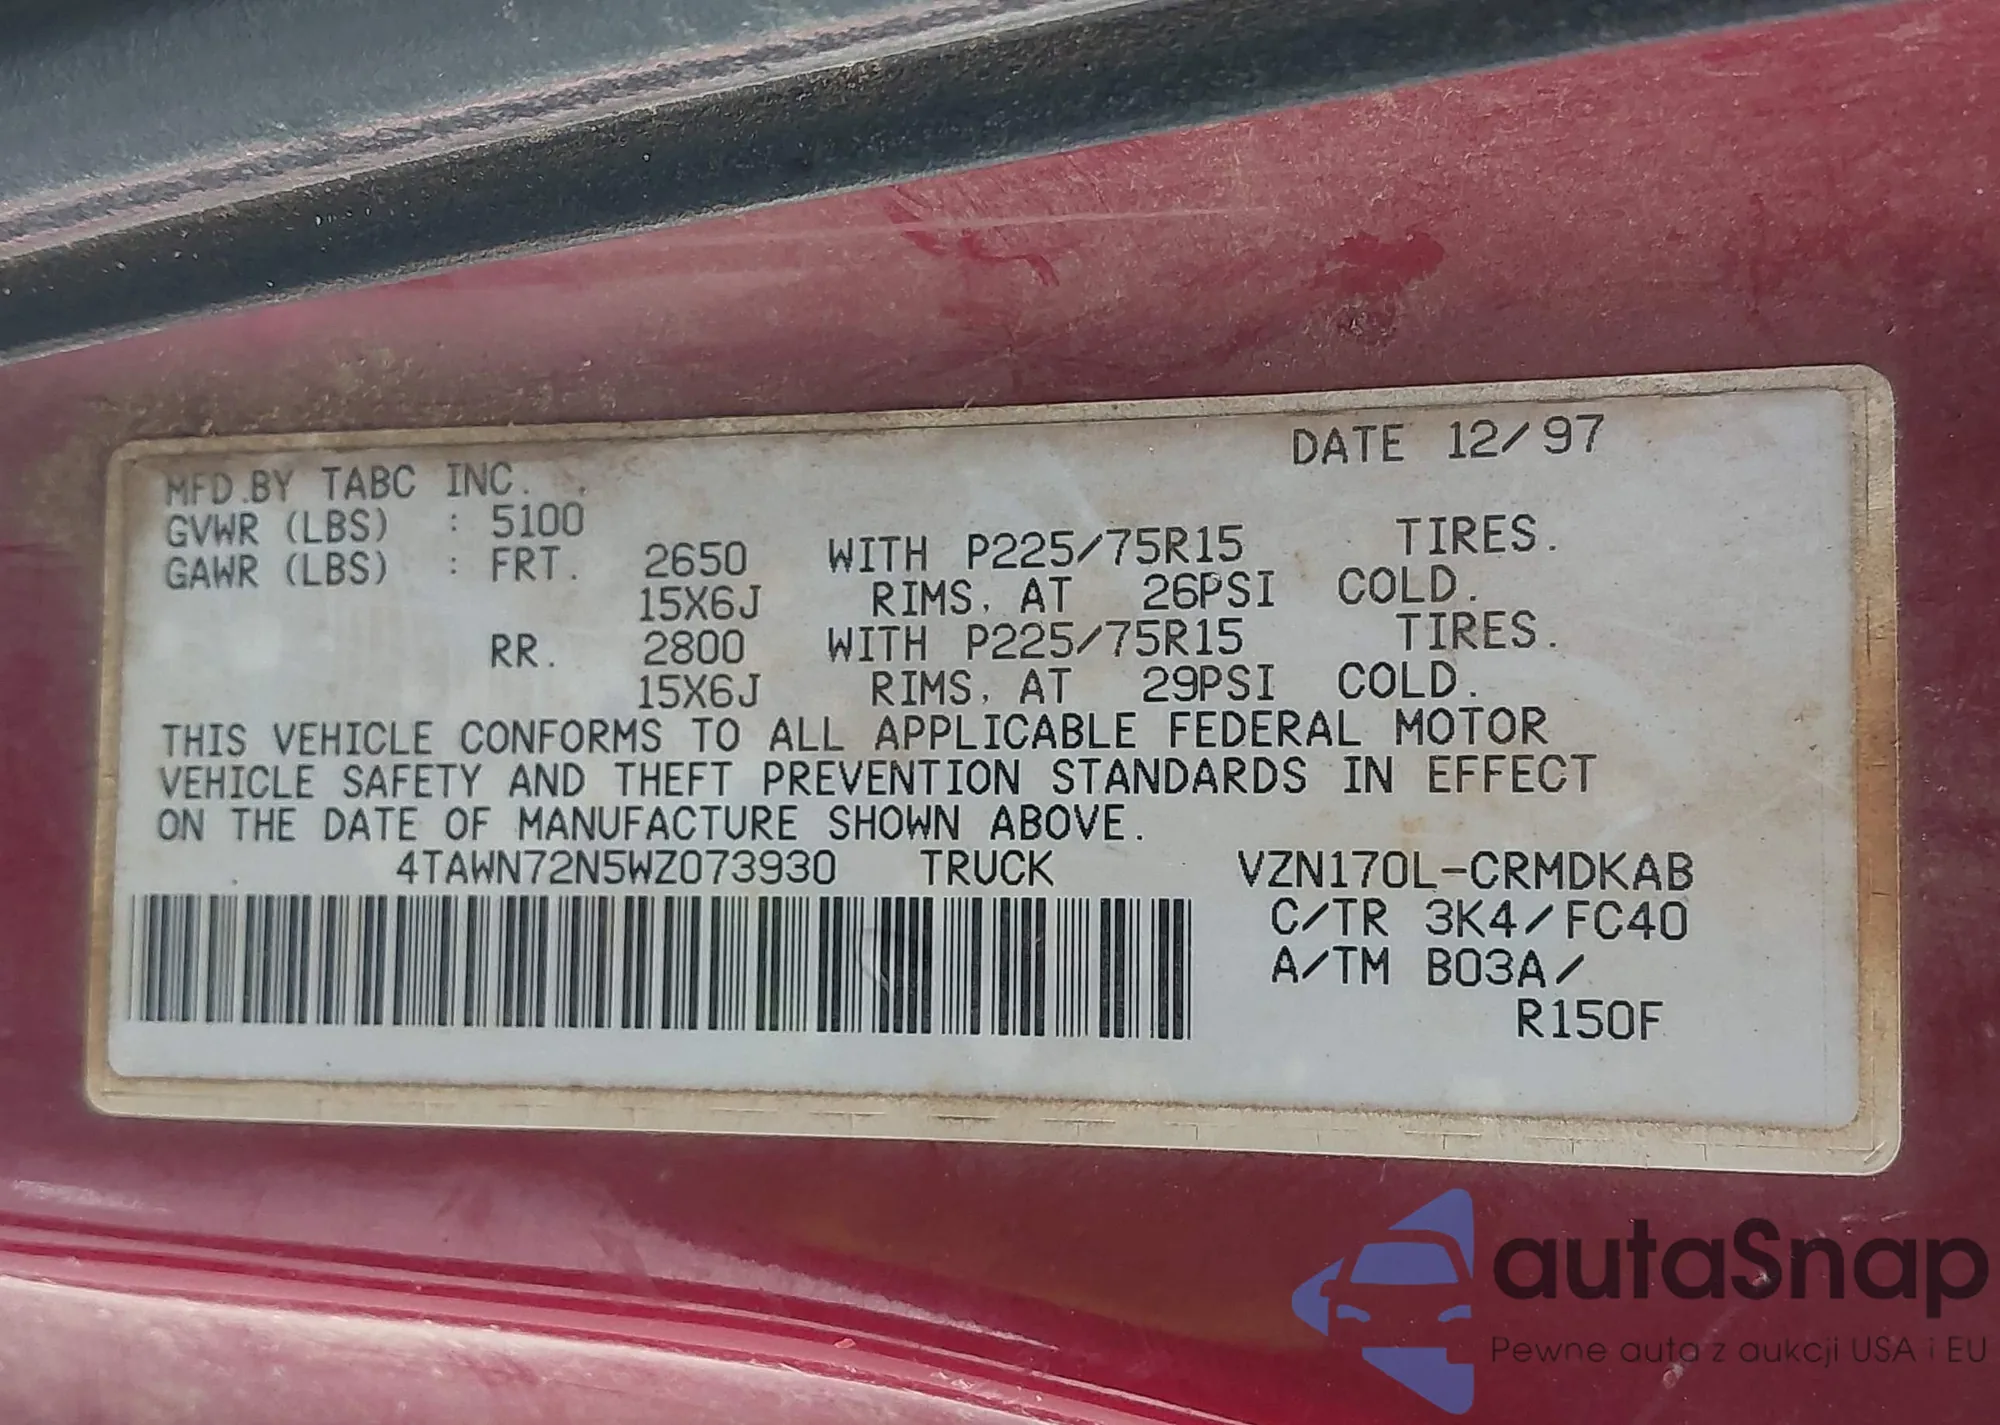 DATE 12/97
MFD.BY TABC INC.
GVWR (LBS) : 5100
GAWR (LBS) : FRT. 2650 WITH P225/75R15 TIRES.
15X6J RIMS, AT 26PSI COLD.
RR. 2800 WITH P225/75R15 TIRES.
15X6J RIMS, AT 29PSI COLD.
THIS VEHICLE CONFORMS TO ALL APPLICABLE FEDERAL MOTOR
VEHICLE SAFETY AND THEFT PREVENTION STANDARDS IN EFFECT
ON THE DATE OF MANUFACTURE SHOWN ABOVE.
4TAWN72N5WZ073930 TRUCK VZN170L-CRMDKAB
C/TR 3K4/FC40
A/TM B03A/
R150F
autaSnap
Pewne auta z aukcji USA i EU